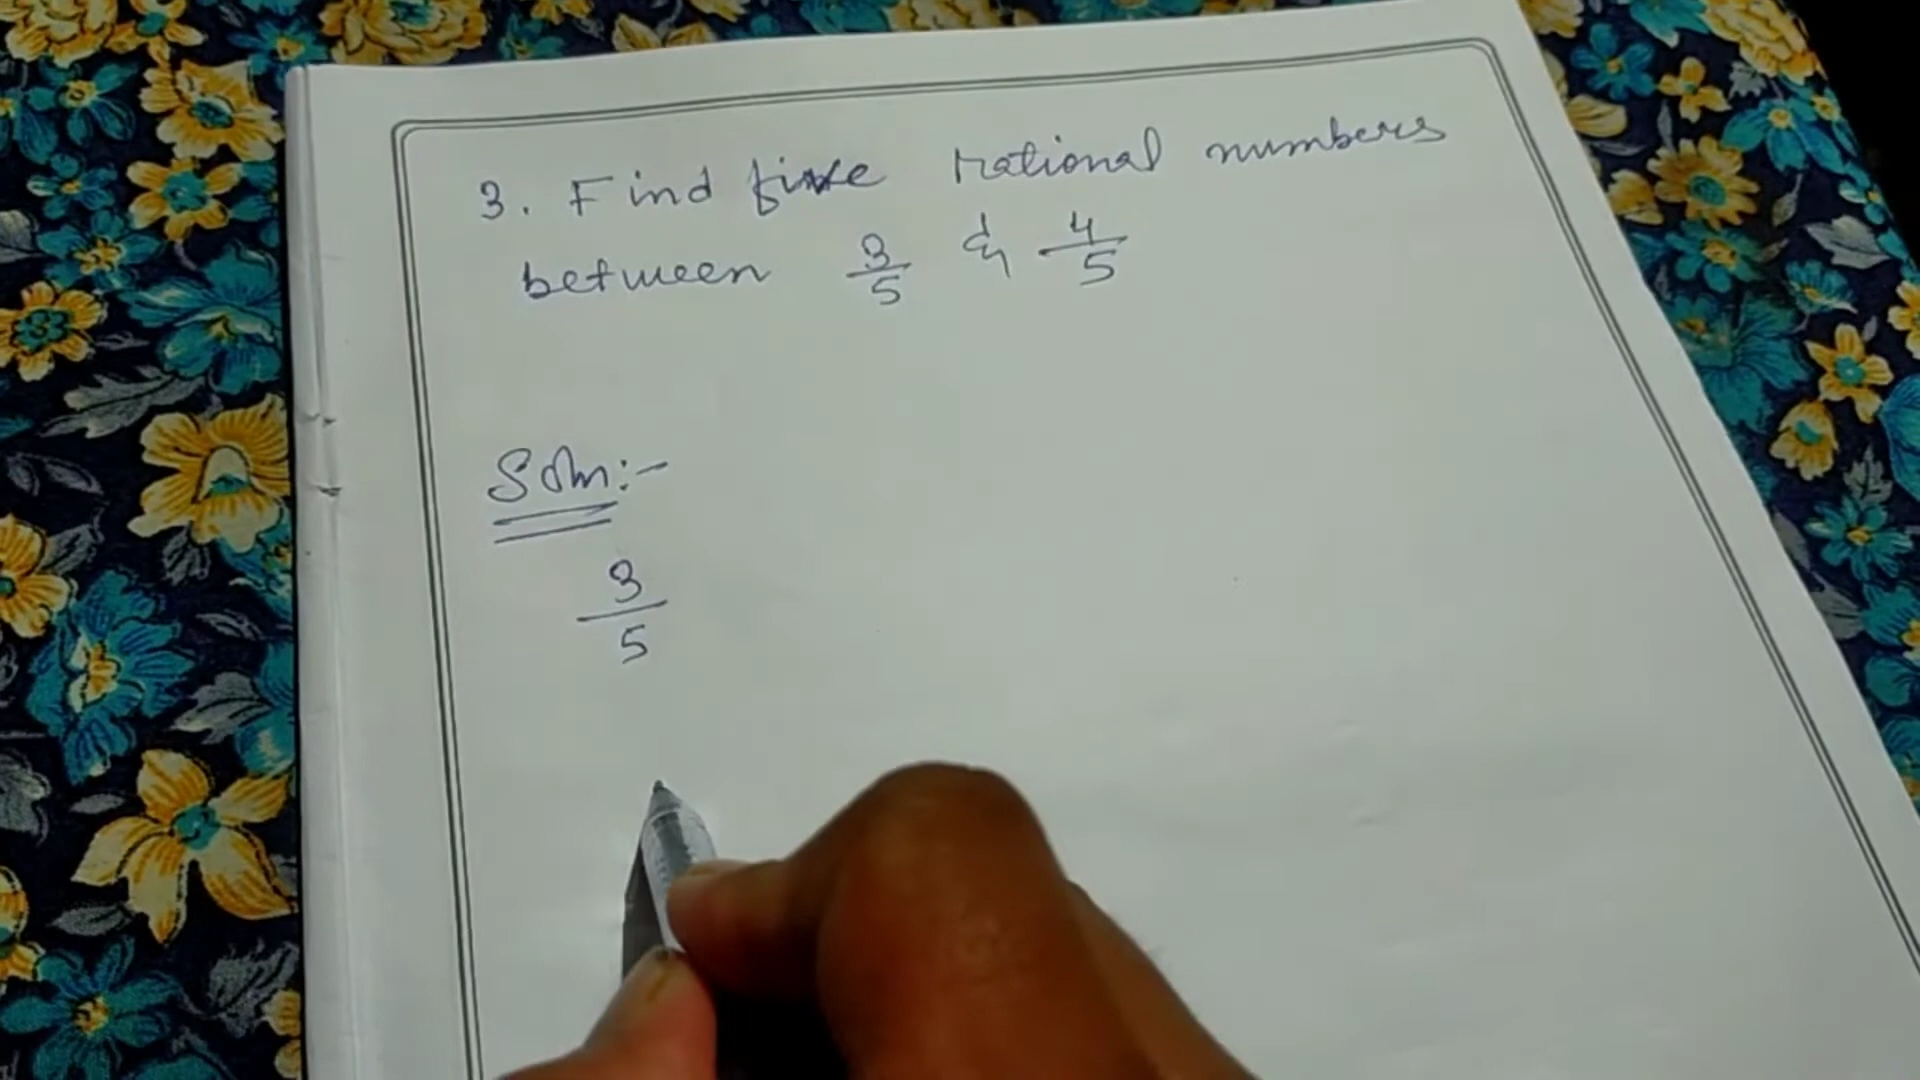 3. Find five rational numbers
between 3/5 & 4/5
Soln:-
3/5